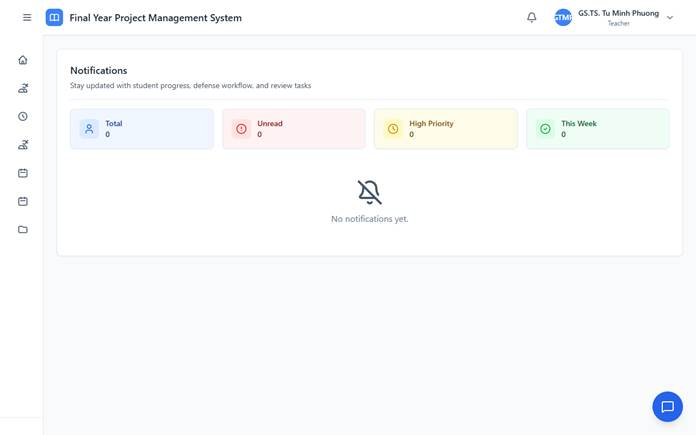 Final Year Project Management System
GTMP
GS.TS. Tu Minh Phuong
Teacher
Notifications
Stay updated with student progress, defense workflow, and review tasks
Total
0
Unread
0
High Priority
0
This Week
0
No notifications yet.